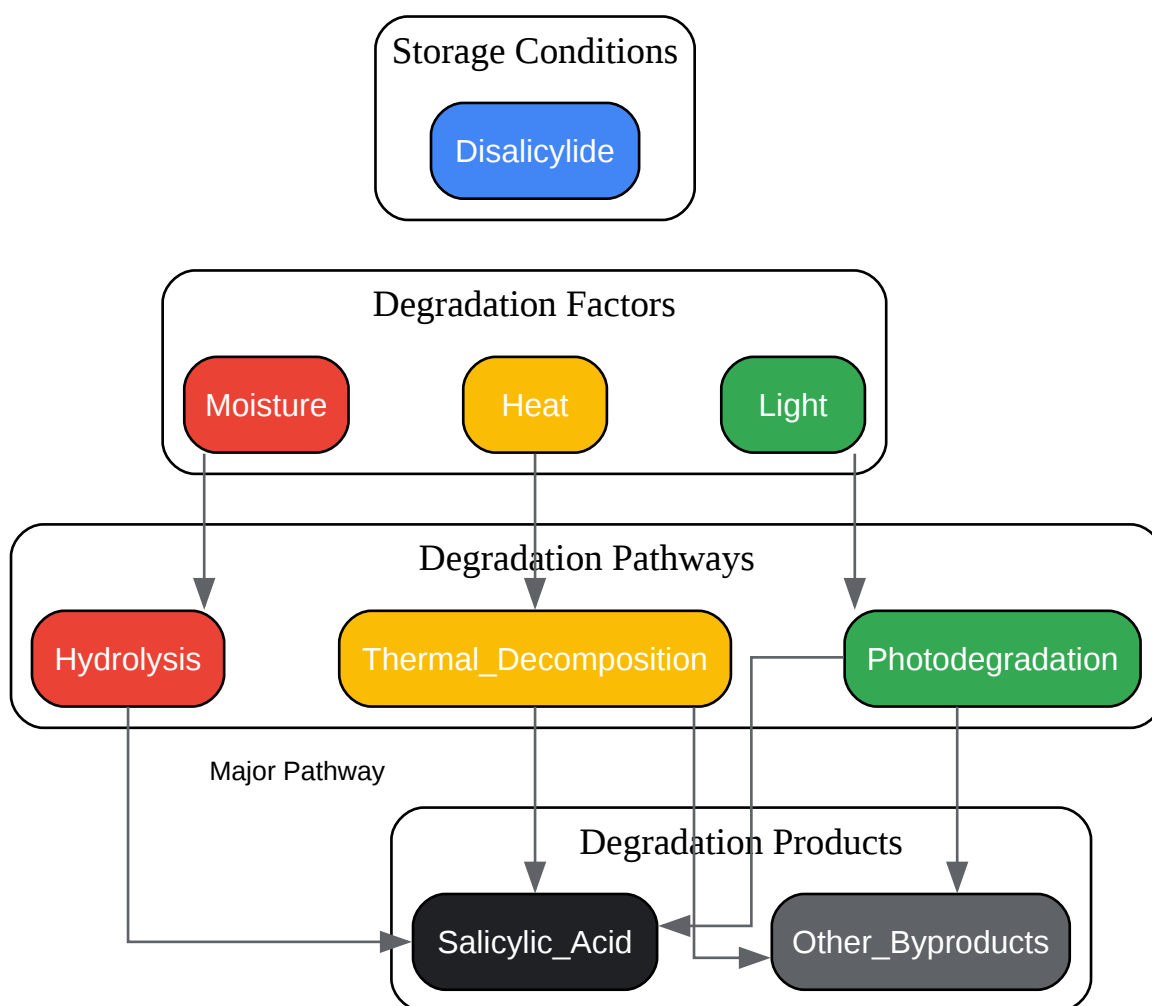 Storage Conditions
Disalicylide
Degradation Factors
Moisture
Heat
Light
Degradation Pathways
Hydrolysis
Thermal_Decomposition
Photodegradation
Major Pathway
Degradation Products
Salicylic_Acid
Other_Byproducts